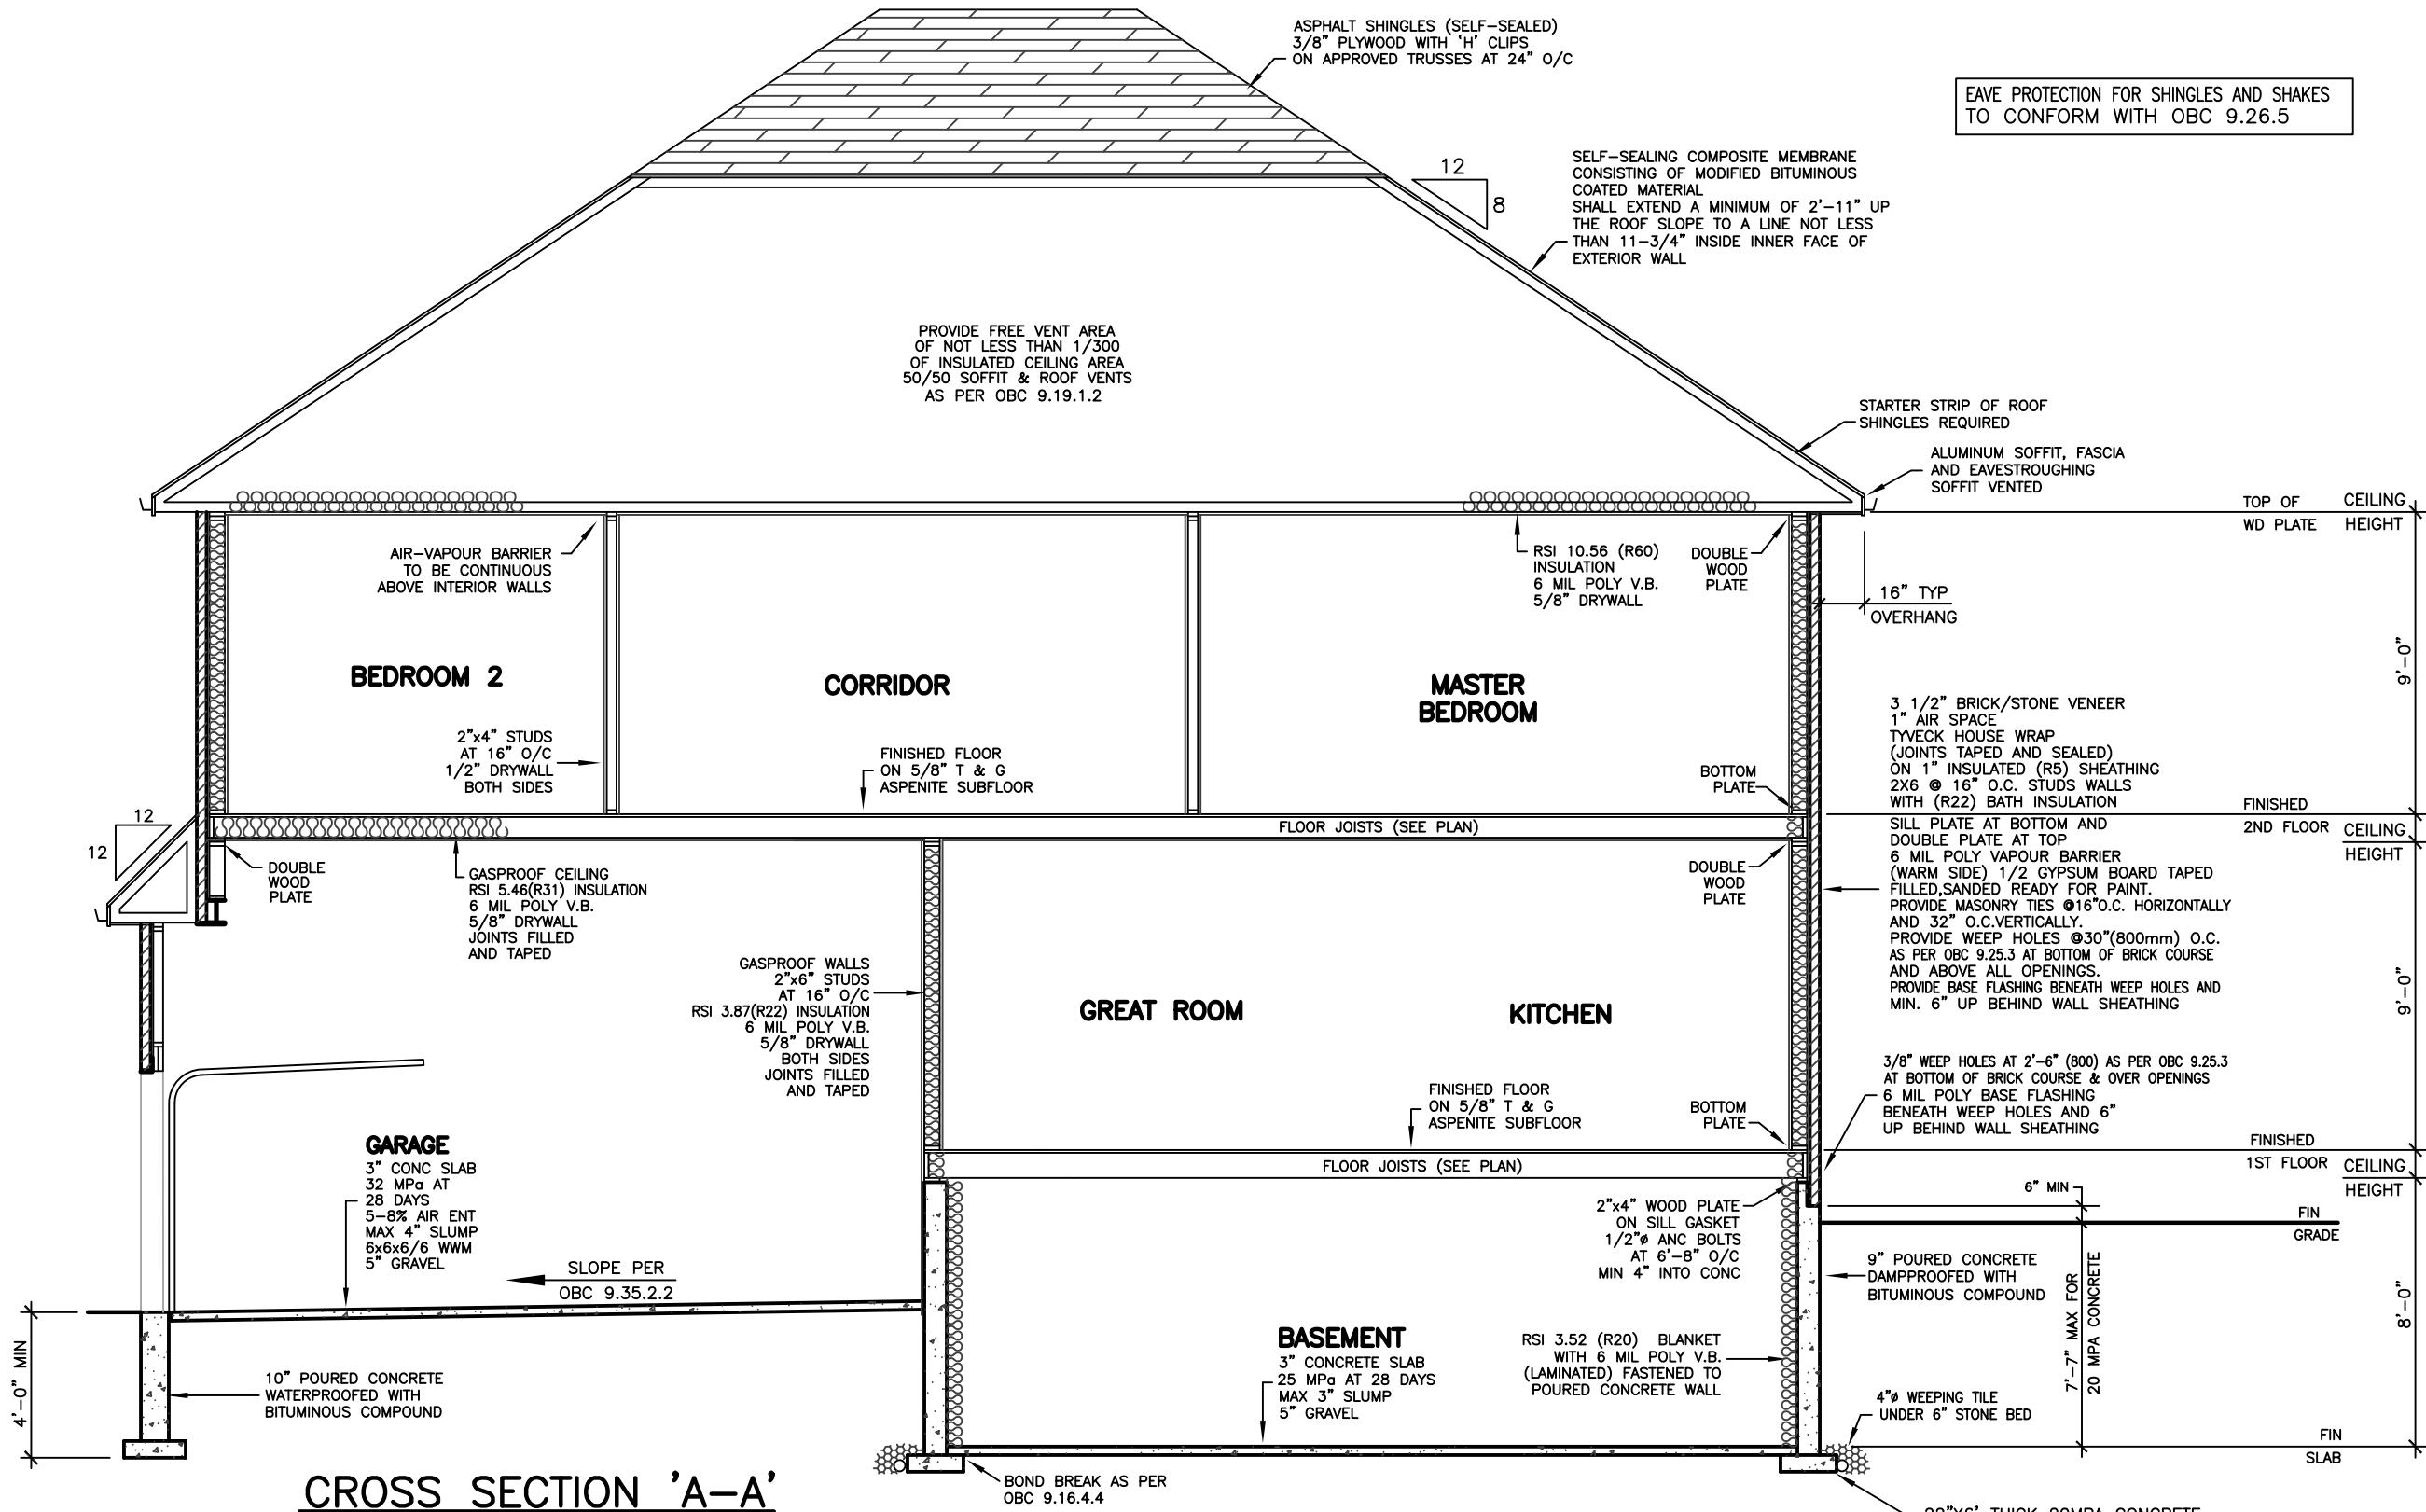 ASPHALT SHINGLES (SELF-SEALED)
3/8" PLYWOOD WITH 'H' CLIPS
ON APPROVED TRUSSES AT 24" O/C
EAVE PROTECTION FOR SHINGLES AND SHAKES
TO CONFORM WITH OBC 9.26.5
12
8
SELF-SEALING COMPOSITE MEMBRANE
CONSISTING OF MODIFIED BITUMINOUS
COATED MATERIAL
SHALL EXTEND A MINIMUM OF 2'-11" UP
THE ROOF SLOPE TO A LINE NOT LESS
THAN 11-3/4" INSIDE INNER FACE OF
EXTERIOR WALL
PROVIDE FREE VENT AREA
OF NOT LESS THAN 1/300
OF INSULATED CEILING AREA
50/50 SOFFIT & ROOF VENTS
AS PER OBC 9.19.1.2
STARTER STRIP OF ROOF
SHINGLES REQUIRED
ALUMINUM SOFFIT, FASCIA
AND EAVESTROUGHING
SOFFIT VENTED
TOP OF
WD PLATE
CEILING
HEIGHT
AIR-VAPOUR BARRIER
TO BE CONTINUOUS
ABOVE INTERIOR WALLS
RSI 10.56 (R60)
INSULATION
6 MIL POLY V.B.
5/8" DRYWALL
DOUBLE
WOOD
PLATE
16" TYP
OVERHANG
9'-0"
BEDROOM 2
CORRIDOR
MASTER
BEDROOM
2"x4" STUDS
AT 16" O/C
1/2" DRYWALL
BOTH SIDES
FINISHED FLOOR
ON 5/8" T & G
ASPENITE SUBFLOOR
BOTTOM
PLATE
3 1/2" BRICK/STONE VENEER
1" AIR SPACE
TYVECK HOUSE WRAP
(JOINTS TAPED AND SEALED)
ON 1" INSULATED (R5) SHEATHING
2X6 @ 16" O.C. STUDS WALLS
WITH (R22) BATH INSULATION
SILL PLATE AT BOTTOM AND
DOUBLE PLATE AT TOP
6 MIL POLY VAPOUR BARRIER
(WARM SIDE) 1/2 GYPSUM BOARD TAPED
FILLED,SANDED READY FOR PAINT.
PROVIDE MASONRY TIES @16"O.C. HORIZONTALLY
AND 32" O.C.VERTICALLY.
PROVIDE WEEP HOLES @30"(800mm) O.C.
AS PER OBC 9.25.3 AT BOTTOM OF BRICK COURSE
AND ABOVE ALL OPENINGS.
PROVIDE BASE FLASHING BENEATH WEEP HOLES AND
MIN. 6" UP BEHIND WALL SHEATHING
FINISHED
2ND FLOOR
CEILING
HEIGHT
12
12
FLOOR JOISTS (SEE PLAN)
DOUBLE
WOOD
PLATE
GASPROOF CEILING
RSI 5.46(R31) INSULATION
6 MIL POLY V.B.
5/8" DRYWALL
JOINTS FILLED
AND TAPED
DOUBLE
WOOD
PLATE
GASPROOF WALLS
2"x6" STUDS
AT 16" O/C
RSI 3.87(R22) INSULATION
6 MIL POLY V.B.
5/8" DRYWALL
BOTH SIDES
JOINTS FILLED
AND TAPED
GREAT ROOM
KITCHEN
9'-0"
FINISHED FLOOR
ON 5/8" T & G
ASPENITE SUBFLOOR
BOTTOM
PLATE
3/8" WEEP HOLES AT 2'-6" (800) AS PER OBC 9.25.3
AT BOTTOM OF BRICK COURSE & OVER OPENINGS
6 MIL POLY BASE FLASHING
BENEATH WEEP HOLES AND 6"
UP BEHIND WALL SHEATHING
FINISHED
1ST FLOOR
CEILING
HEIGHT
GARAGE
3" CONC SLAB
32 MPa AT
28 DAYS
5-8% AIR ENT
MAX 4" SLUMP
6x6x6/6 WWM
5" GRAVEL
FLOOR JOISTS (SEE PLAN)
6" MIN
2"x4" WOOD PLATE
ON SILL GASKET
1/2"ø ANC BOLTS
AT 6'-8" O/C
MIN 4" INTO CONC
FIN
GRADE
SLOPE PER
OBC 9.35.2.2
9" POURED CONCRETE
DAMPPROOFED WITH
BITUMINOUS COMPOUND
7'-7" MAX FOR
20 MPA CONCRETE
8'-0"
4'-0" MIN
10" POURED CONCRETE
WATERPROOFED WITH
BITUMINOUS COMPOUND
BASEMENT
3" CONCRETE SLAB
25 MPa AT 28 DAYS
MAX 3" SLUMP
5" GRAVEL
RSI 3.52 (R20) BLANKET
WITH 6 MIL POLY V.B.
(LAMINATED) FASTENED TO
POURED CONCRETE WALL
4"ø WEEPING TILE
UNDER 6" STONE BED
FIN
SLAB
BOND BREAK AS PER
OBC 9.16.4.4
CROSS SECTION 'A-A'